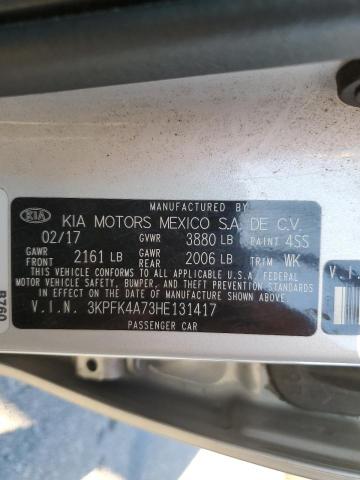 MANUFACTURED BY
KIA KIA MOTORS MEXICO S.A. DE C.V.
02/17 GVWR 3880 LB PAINT 4SS
GAWR FRONT 2161 LB GAWR REAR 2006 LB TRIM WK
THIS VEHICLE CONFORMS TO ALL APPLICABLE U.S.A./ FEDERAL
MOTOR VEHICLE SAFETY, BUMPER, AND THEFT PREVENTION
STANDARDS IN EFFECT ON THE DATE OF MANUFACTURE SHOWN ABOVE.
V.I.N. 3KPFK4A73HE131417
PASSENGER CAR
B760
V.I.